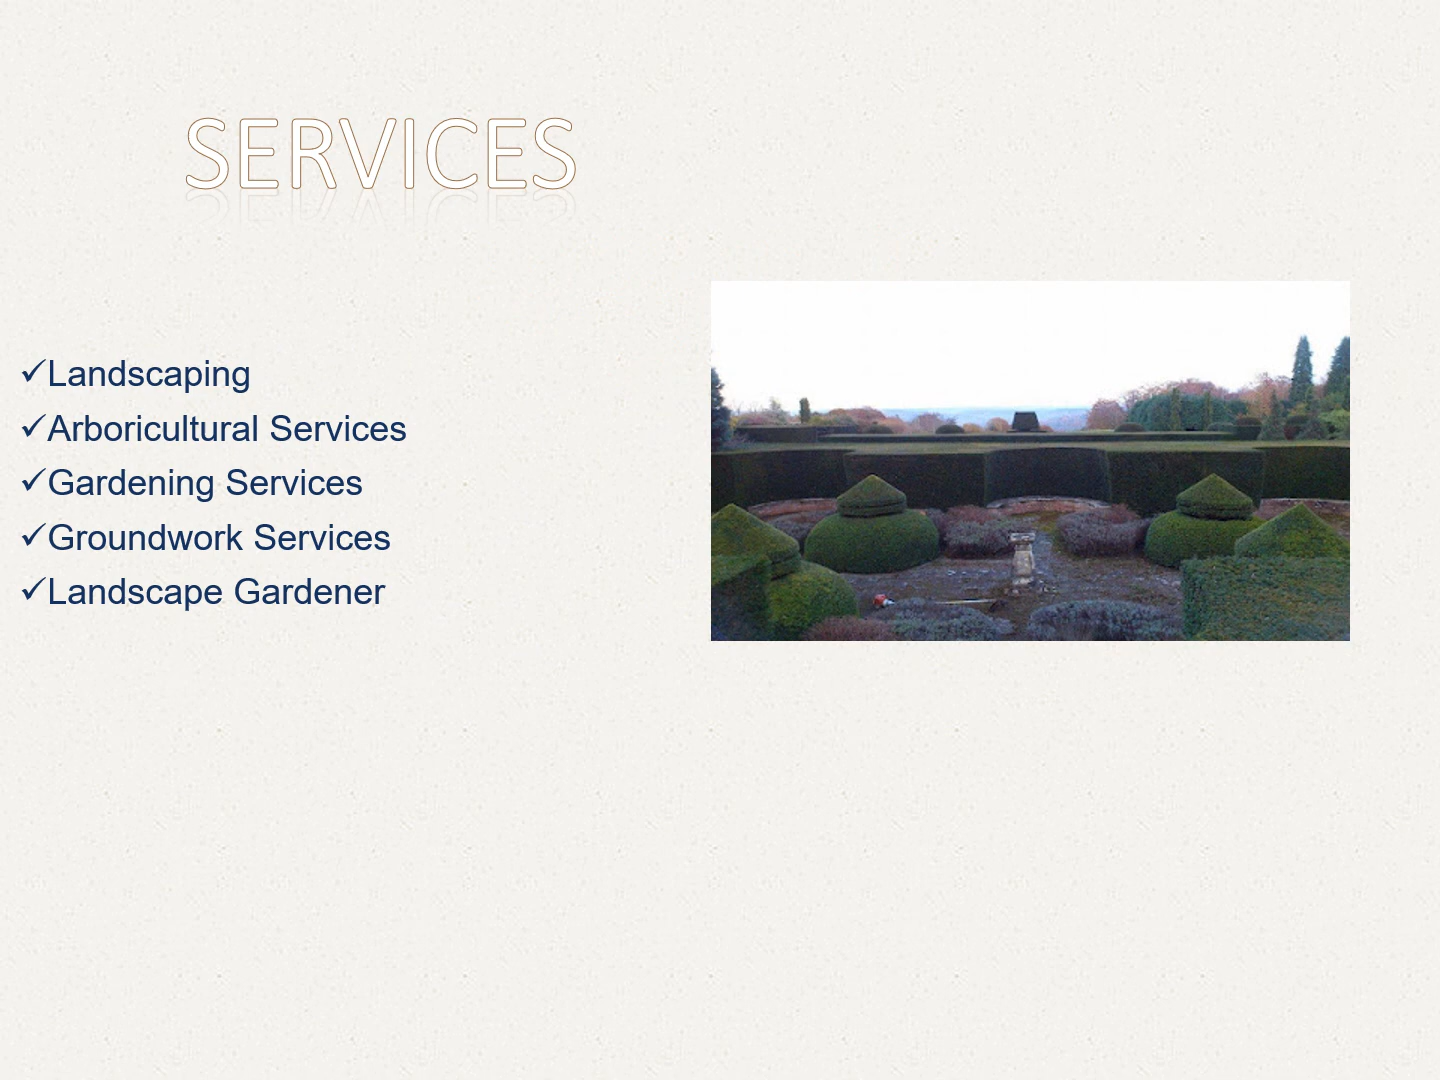 SERVICES
✓Landscaping
✓Arboricultural Services
✓Gardening Services
✓Groundwork Services
✓Landscape Gardener